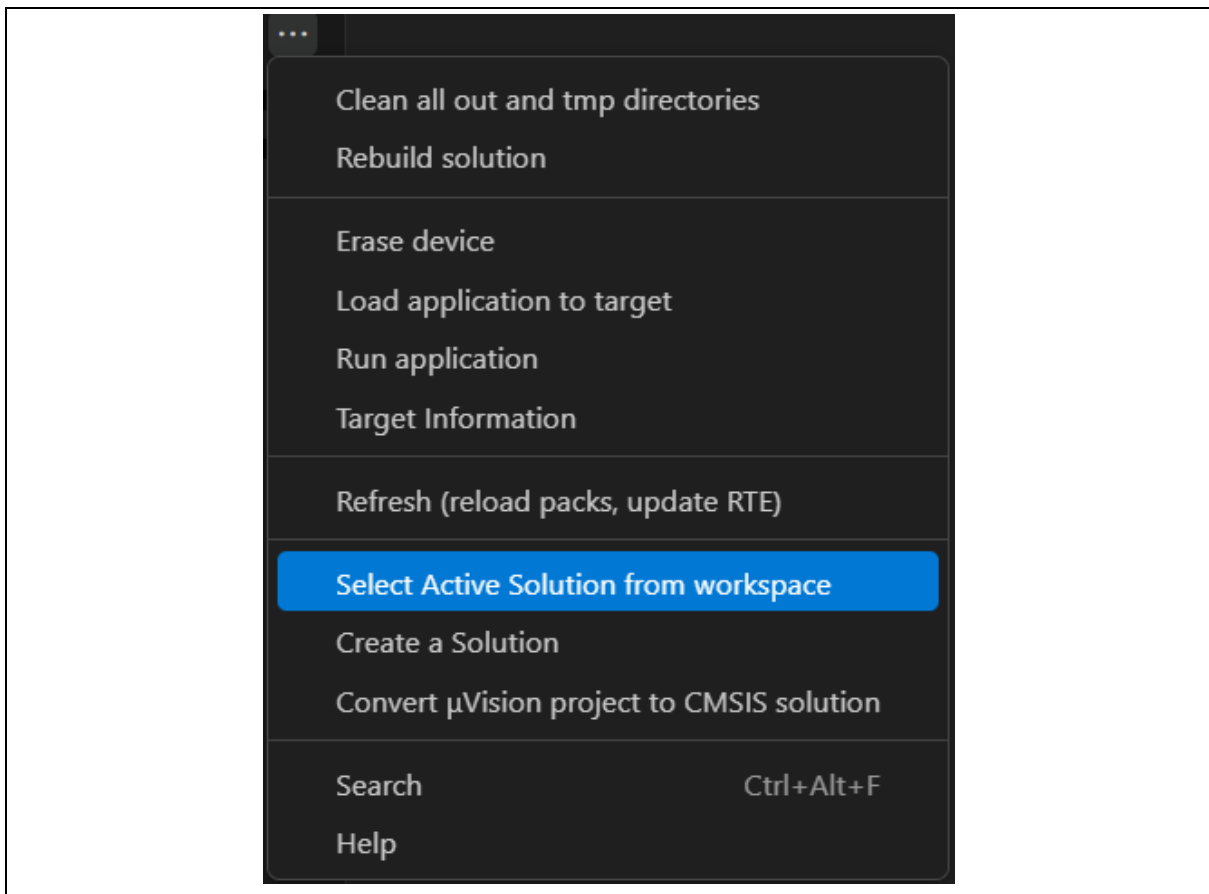 ...
Clean all out and tmp directories
Rebuild solution
Erase device
Load application to target
Run application
Target Information
Refresh (reload packs, update RTE)
Select Active Solution from workspace
Create a Solution
Convert µVision project to CMSIS solution
Search Ctrl+Alt+F
Help